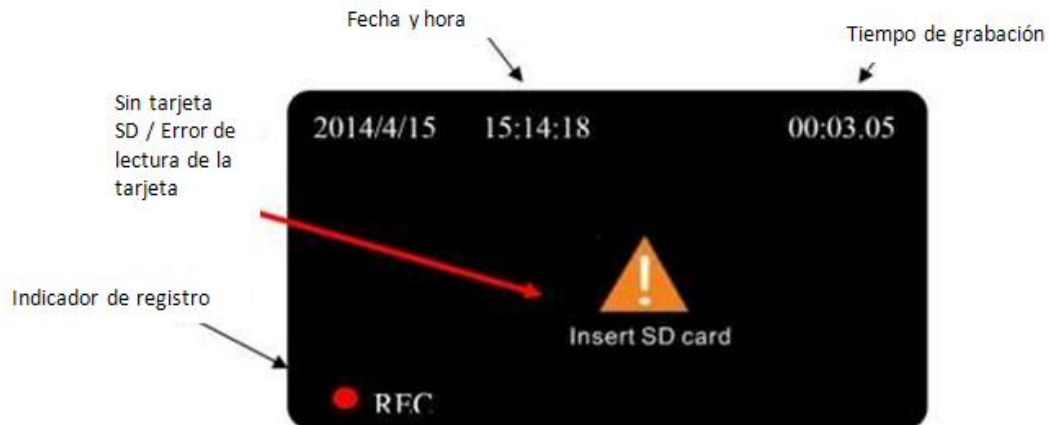 Fecha y hora
Tiempo de grabación
Sin tarjeta
SD / Error de
lectura de la
tarjeta
2014/4/15 15:14:18 00:03.05
Insert SD card
Indicador de registro
REC